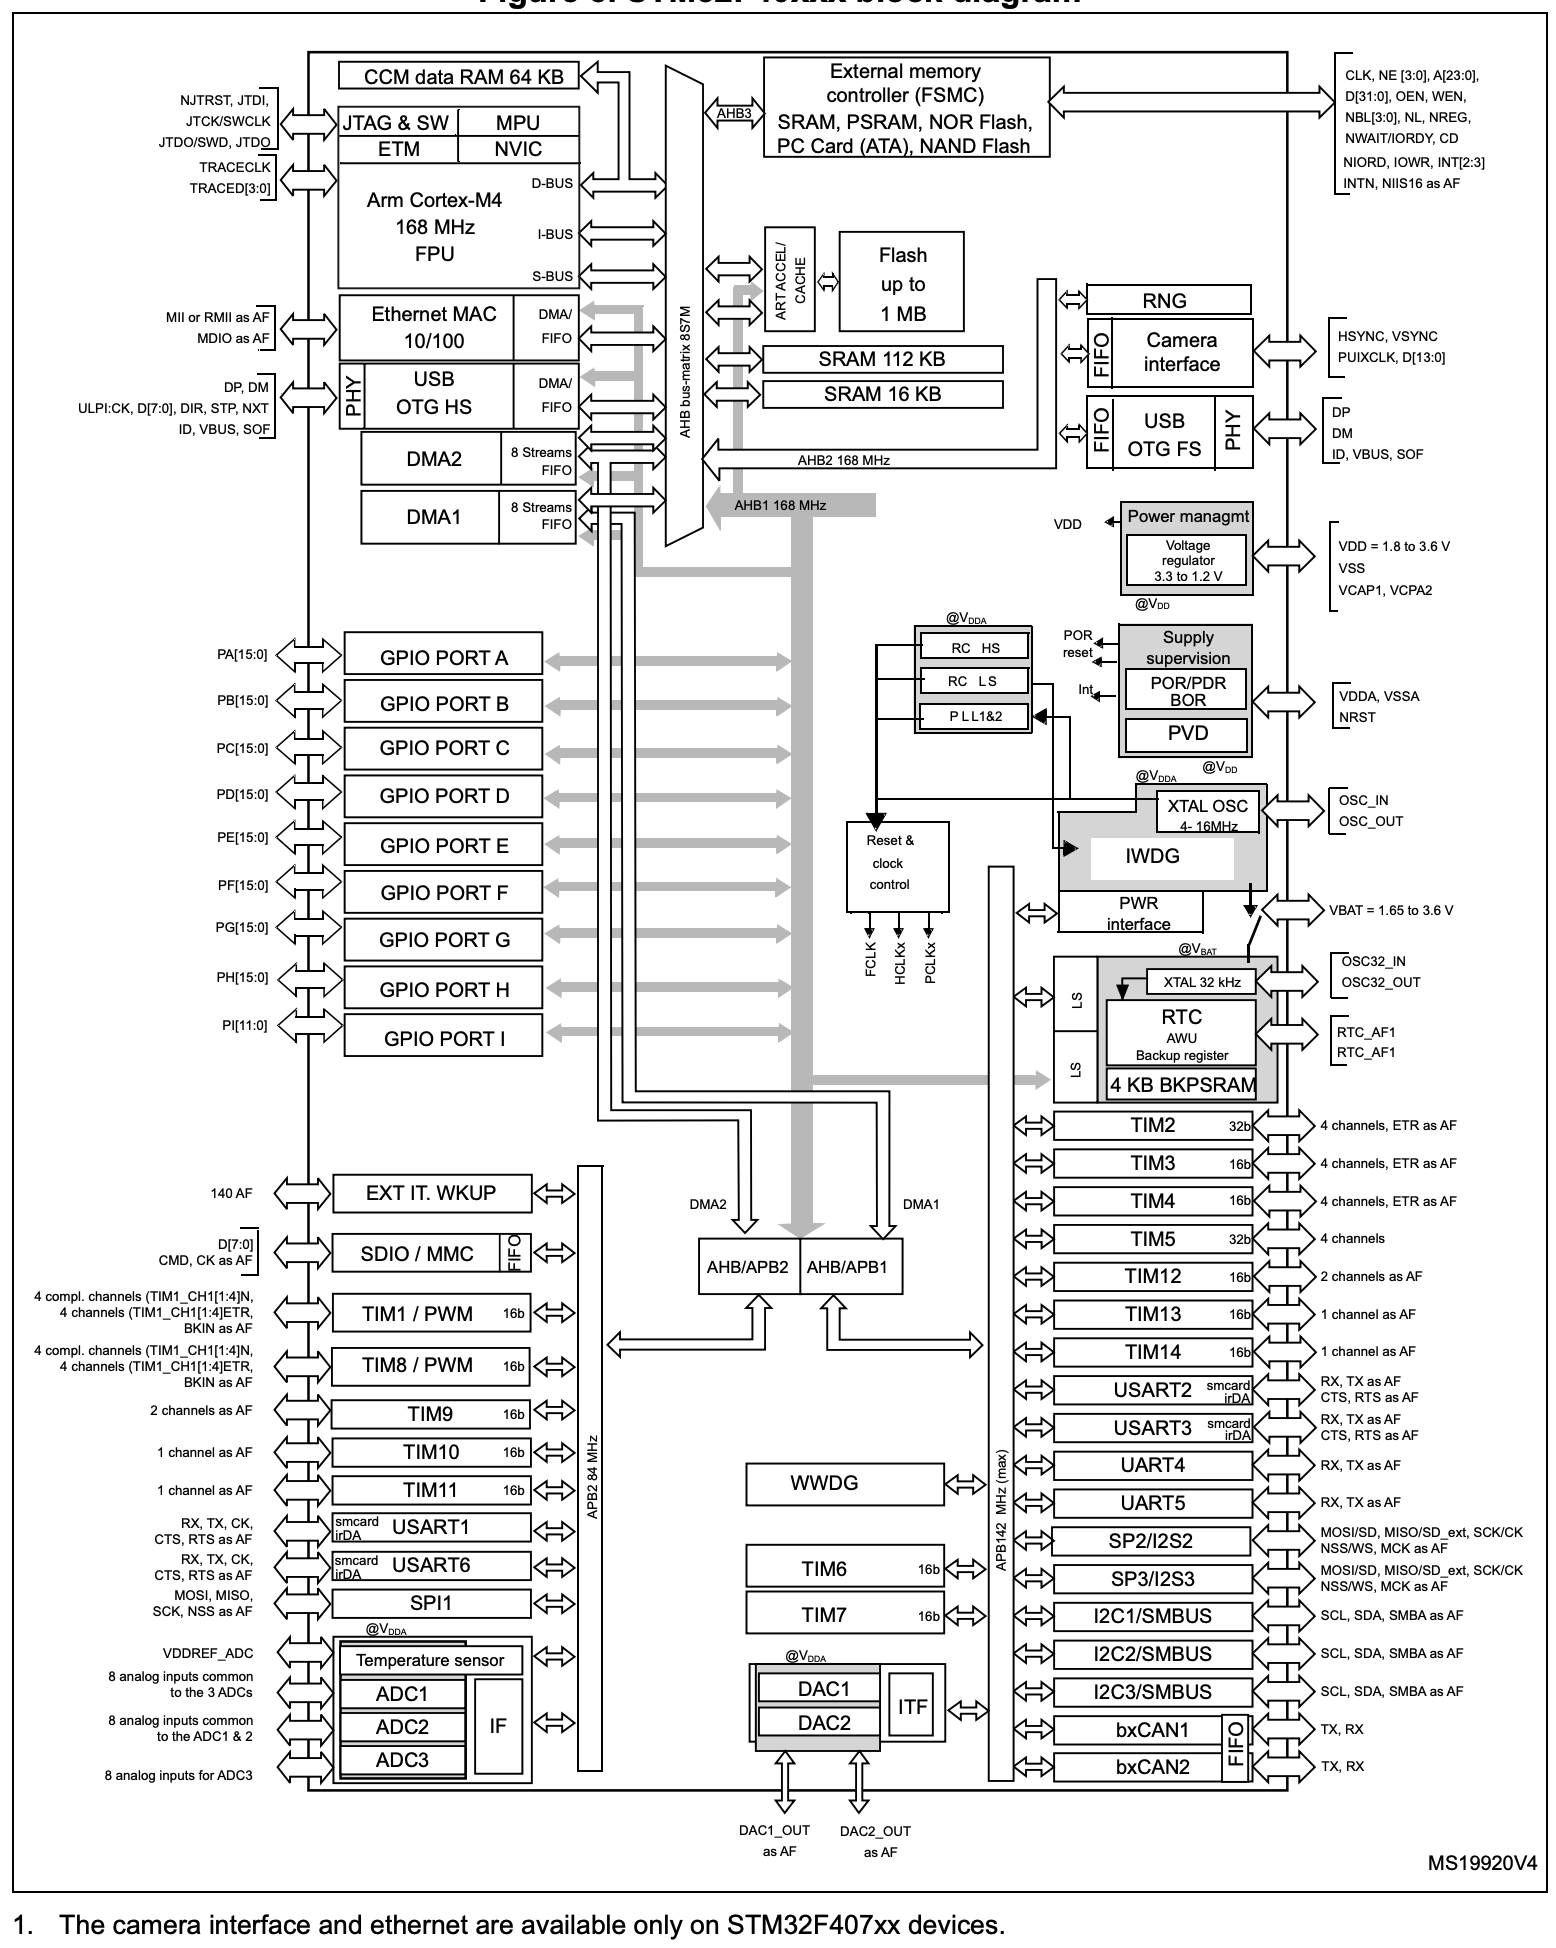 CCM data RAM 64 KB
NJTRST, JTDI,
JTCK/SWCLK
JTDO/SWD, JTDO
TRACECLK
TRACED[3:0]
JTAG & SW
MPU
ETM
NVIC
Arm Cortex-M4
168 MHz
FPU
D-BUS
I-BUS
S-BUS
MII or RMII as AF
MDIO as AF
Ethernet MAC
10/100
DMA/
FIFO
DP, DM
ULPI:CK, D[7:0], DIR, STP, NXT
ID, VBUS, SOF
PHY
USB
OTG HS
DMA/
FIFO
DMA2
8 Streams
FIFO
DMA1
8 Streams
FIFO
AHB bus-matrix 8S7M
AHB3
External memory
controller (FSMC)
SRAM, PSRAM, NOR Flash,
PC Card (ATA), NAND Flash
CLK, NE [3:0], A[23:0],
D[31:0], OEN, WEN,
NBL[3:0], NL, NREG,
NWAIT/IORDY, CD
NIORD, IOWR, INT[2:3]
INTN, NIIS16 as AF
ART ACCEL/
CACHE
Flash
up to
1 MB
SRAM 112 KB
SRAM 16 KB
AHB2 168 MHz
AHB1 168 MHz
RNG
FIFO
Camera
interface
HSYNC, VSYNC
PUIXCLK, D[13:0]
FIFO
USB
OTG FS
PHY
DP
DM
ID, VBUS, SOF
VDD
Power managmt
Voltage
regulator
3.3 to 1.2 V
@VDD
VDD = 1.8 to 3.6 V
VSS
VCAP1, VCPA2
@VDDA
RC HS
RC LS
PLL1&2
POR
reset
Int
Supply
supervision
POR/PDR
BOR
PVD
@VDD
VDDA, VSSA
NRST
@VDDA
XTAL OSC
4- 16MHz
IWDG
OSC_IN
OSC_OUT
Reset &
clock
control
FCLK
HCLKx
PCLKx
PWR
interface
VBAT = 1.65 to 3.6 V
@VBAT
LS
LS
XTAL 32 kHz
RTC
AWU
Backup register
4 KB BKPSRAM
OSC32_IN
OSC32_OUT
RTC_AF1
RTC_AF1
PA[15:0]
GPIO PORT A
PB[15:0]
GPIO PORT B
PC[15:0]
GPIO PORT C
PD[15:0]
GPIO PORT D
PE[15:0]
GPIO PORT E
PF[15:0]
GPIO PORT F
PG[15:0]
GPIO PORT G
PH[15:0]
GPIO PORT H
PI[11:0]
GPIO PORT I
DMA2
DMA1
AHB/APB2
AHB/APB1
140 AF
EXT IT. WKUP
D[7:0]
CMD, CK as AF
SDIO / MMC
FIFO
4 compl. channels (TIM1_CH1[1:4]N,
4 channels (TIM1_CH1[1:4]ETR,
BKIN as AF
TIM1 / PWM
16b
4 compl. channels (TIM1_CH1[1:4]N,
4 channels (TIM1_CH1[1:4]ETR,
BKIN as AF
TIM8 / PWM
16b
2 channels as AF
TIM9
16b
1 channel as AF
TIM10
16b
1 channel as AF
TIM11
16b
RX, TX, CK,
CTS, RTS as AF
smcard
irDA
USART1
RX, TX, CK,
CTS, RTS as AF
smcard
irDA
USART6
MOSI, MISO,
SCK, NSS as AF
SPI1
@VDDA
VDDREF_ADC
Temperature sensor
8 analog inputs common
to the 3 ADCs
ADC1
8 analog inputs common
to the ADC1 & 2
ADC2
8 analog inputs for ADC3
ADC3
IF
APB2 84 MHz
WWDG
TIM6
16b
TIM7
16b
@VDDA
DAC1
DAC2
ITF
DAC1_OUT
as AF
DAC2_OUT
as AF
APB142 MHz (max)
TIM2
32b
4 channels, ETR as AF
TIM3
16b
4 channels, ETR as AF
TIM4
16b
4 channels, ETR as AF
TIM5
32b
4 channels
TIM12
16b
2 channels as AF
TIM13
16b
1 channel as AF
TIM14
16b
1 channel as AF
USART2
smcard
irDA
RX, TX as AF
CTS, RTS as AF
USART3
smcard
irDA
RX, TX as AF
CTS, RTS as AF
UART4
RX, TX as AF
UART5
RX, TX as AF
SP2/I2S2
MOSI/SD, MISO/SD_ext, SCK/CK
NSS/WS, MCK as AF
SP3/I2S3
MOSI/SD, MISO/SD_ext, SCK/CK
NSS/WS, MCK as AF
I2C1/SMBUS
SCL, SDA, SMBA as AF
I2C2/SMBUS
SCL, SDA, SMBA as AF
I2C3/SMBUS
SCL, SDA, SMBA as AF
bxCAN1
TX, RX
bxCAN2
TX, RX
FIFO
MS19920V4
1. The camera interface and ethernet are available only on STM32F407xx devices.